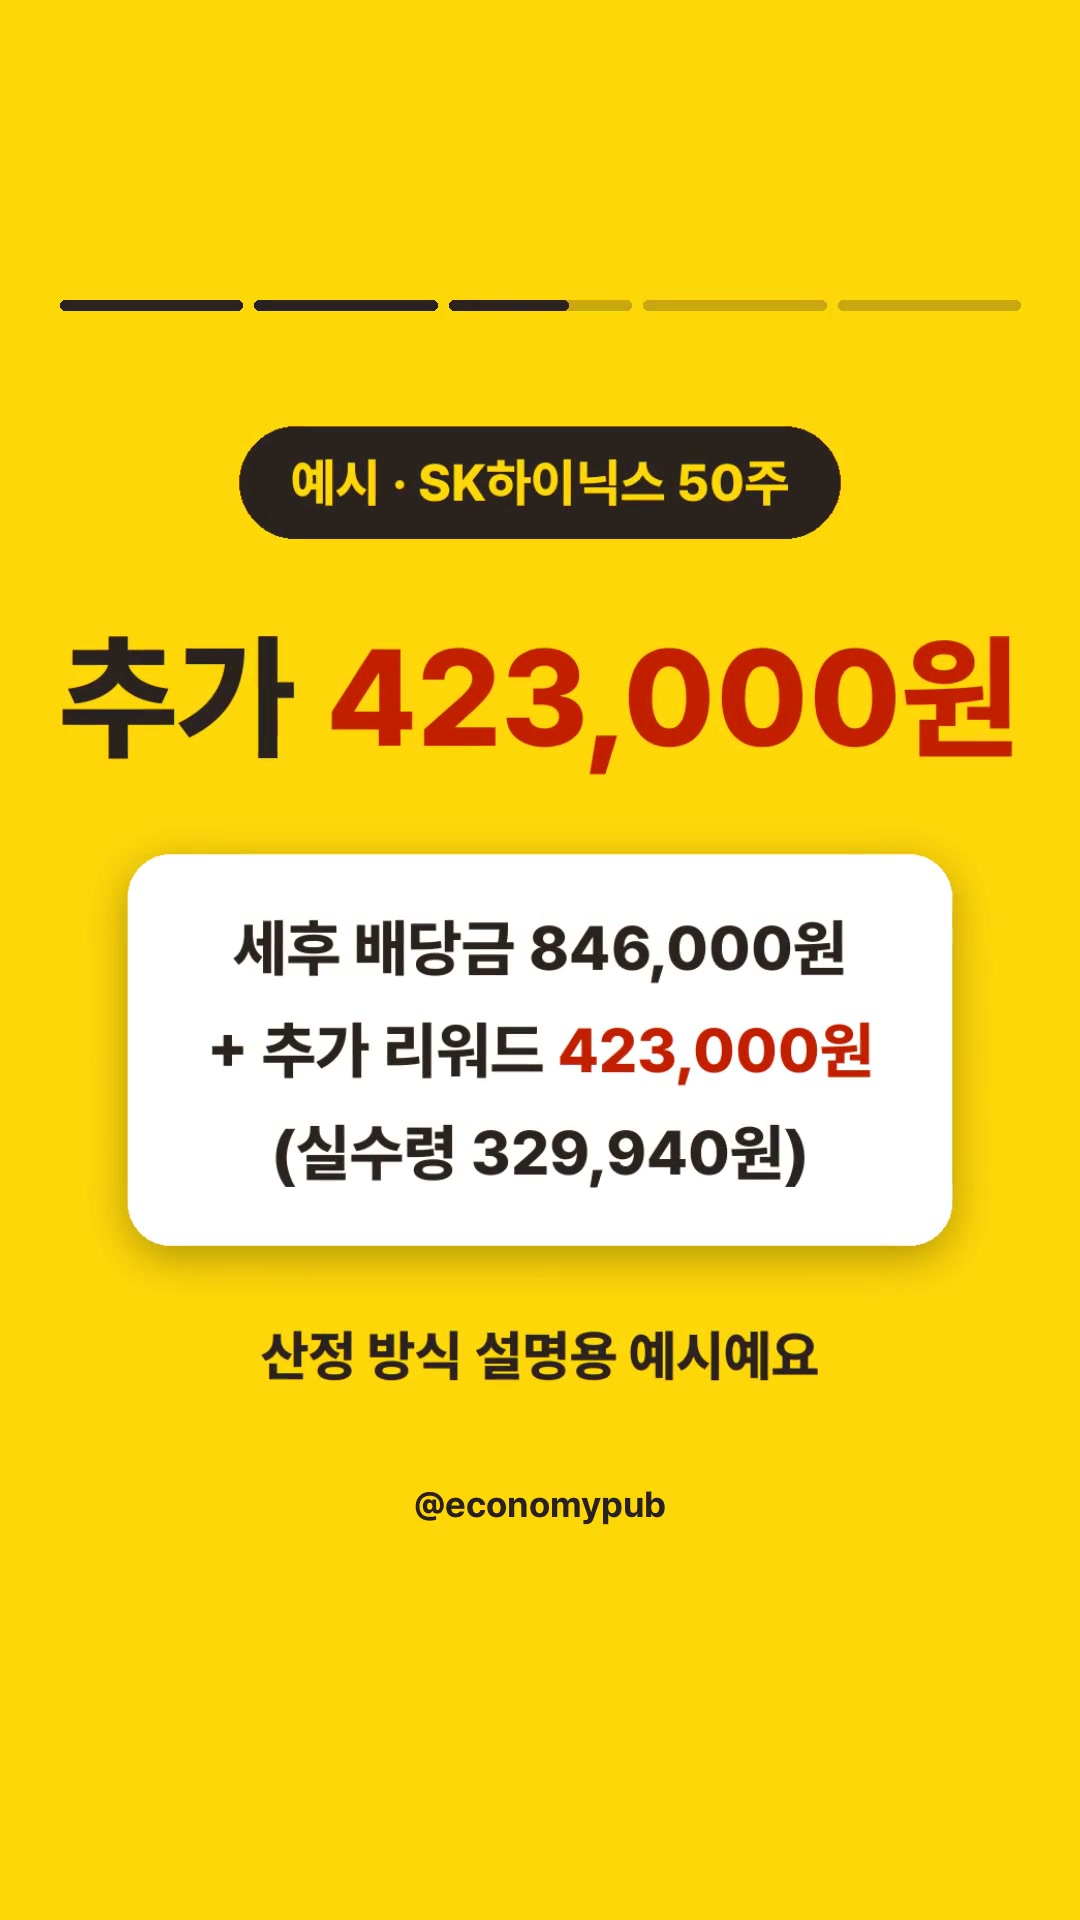 예시 · SK하이닉스 50주
추가 423,000원
세후 배당금 846,000원
+ 추가 리워드 423,000원
(실수령 329,940원)
산정 방식 설명용 예시예요
@economypub